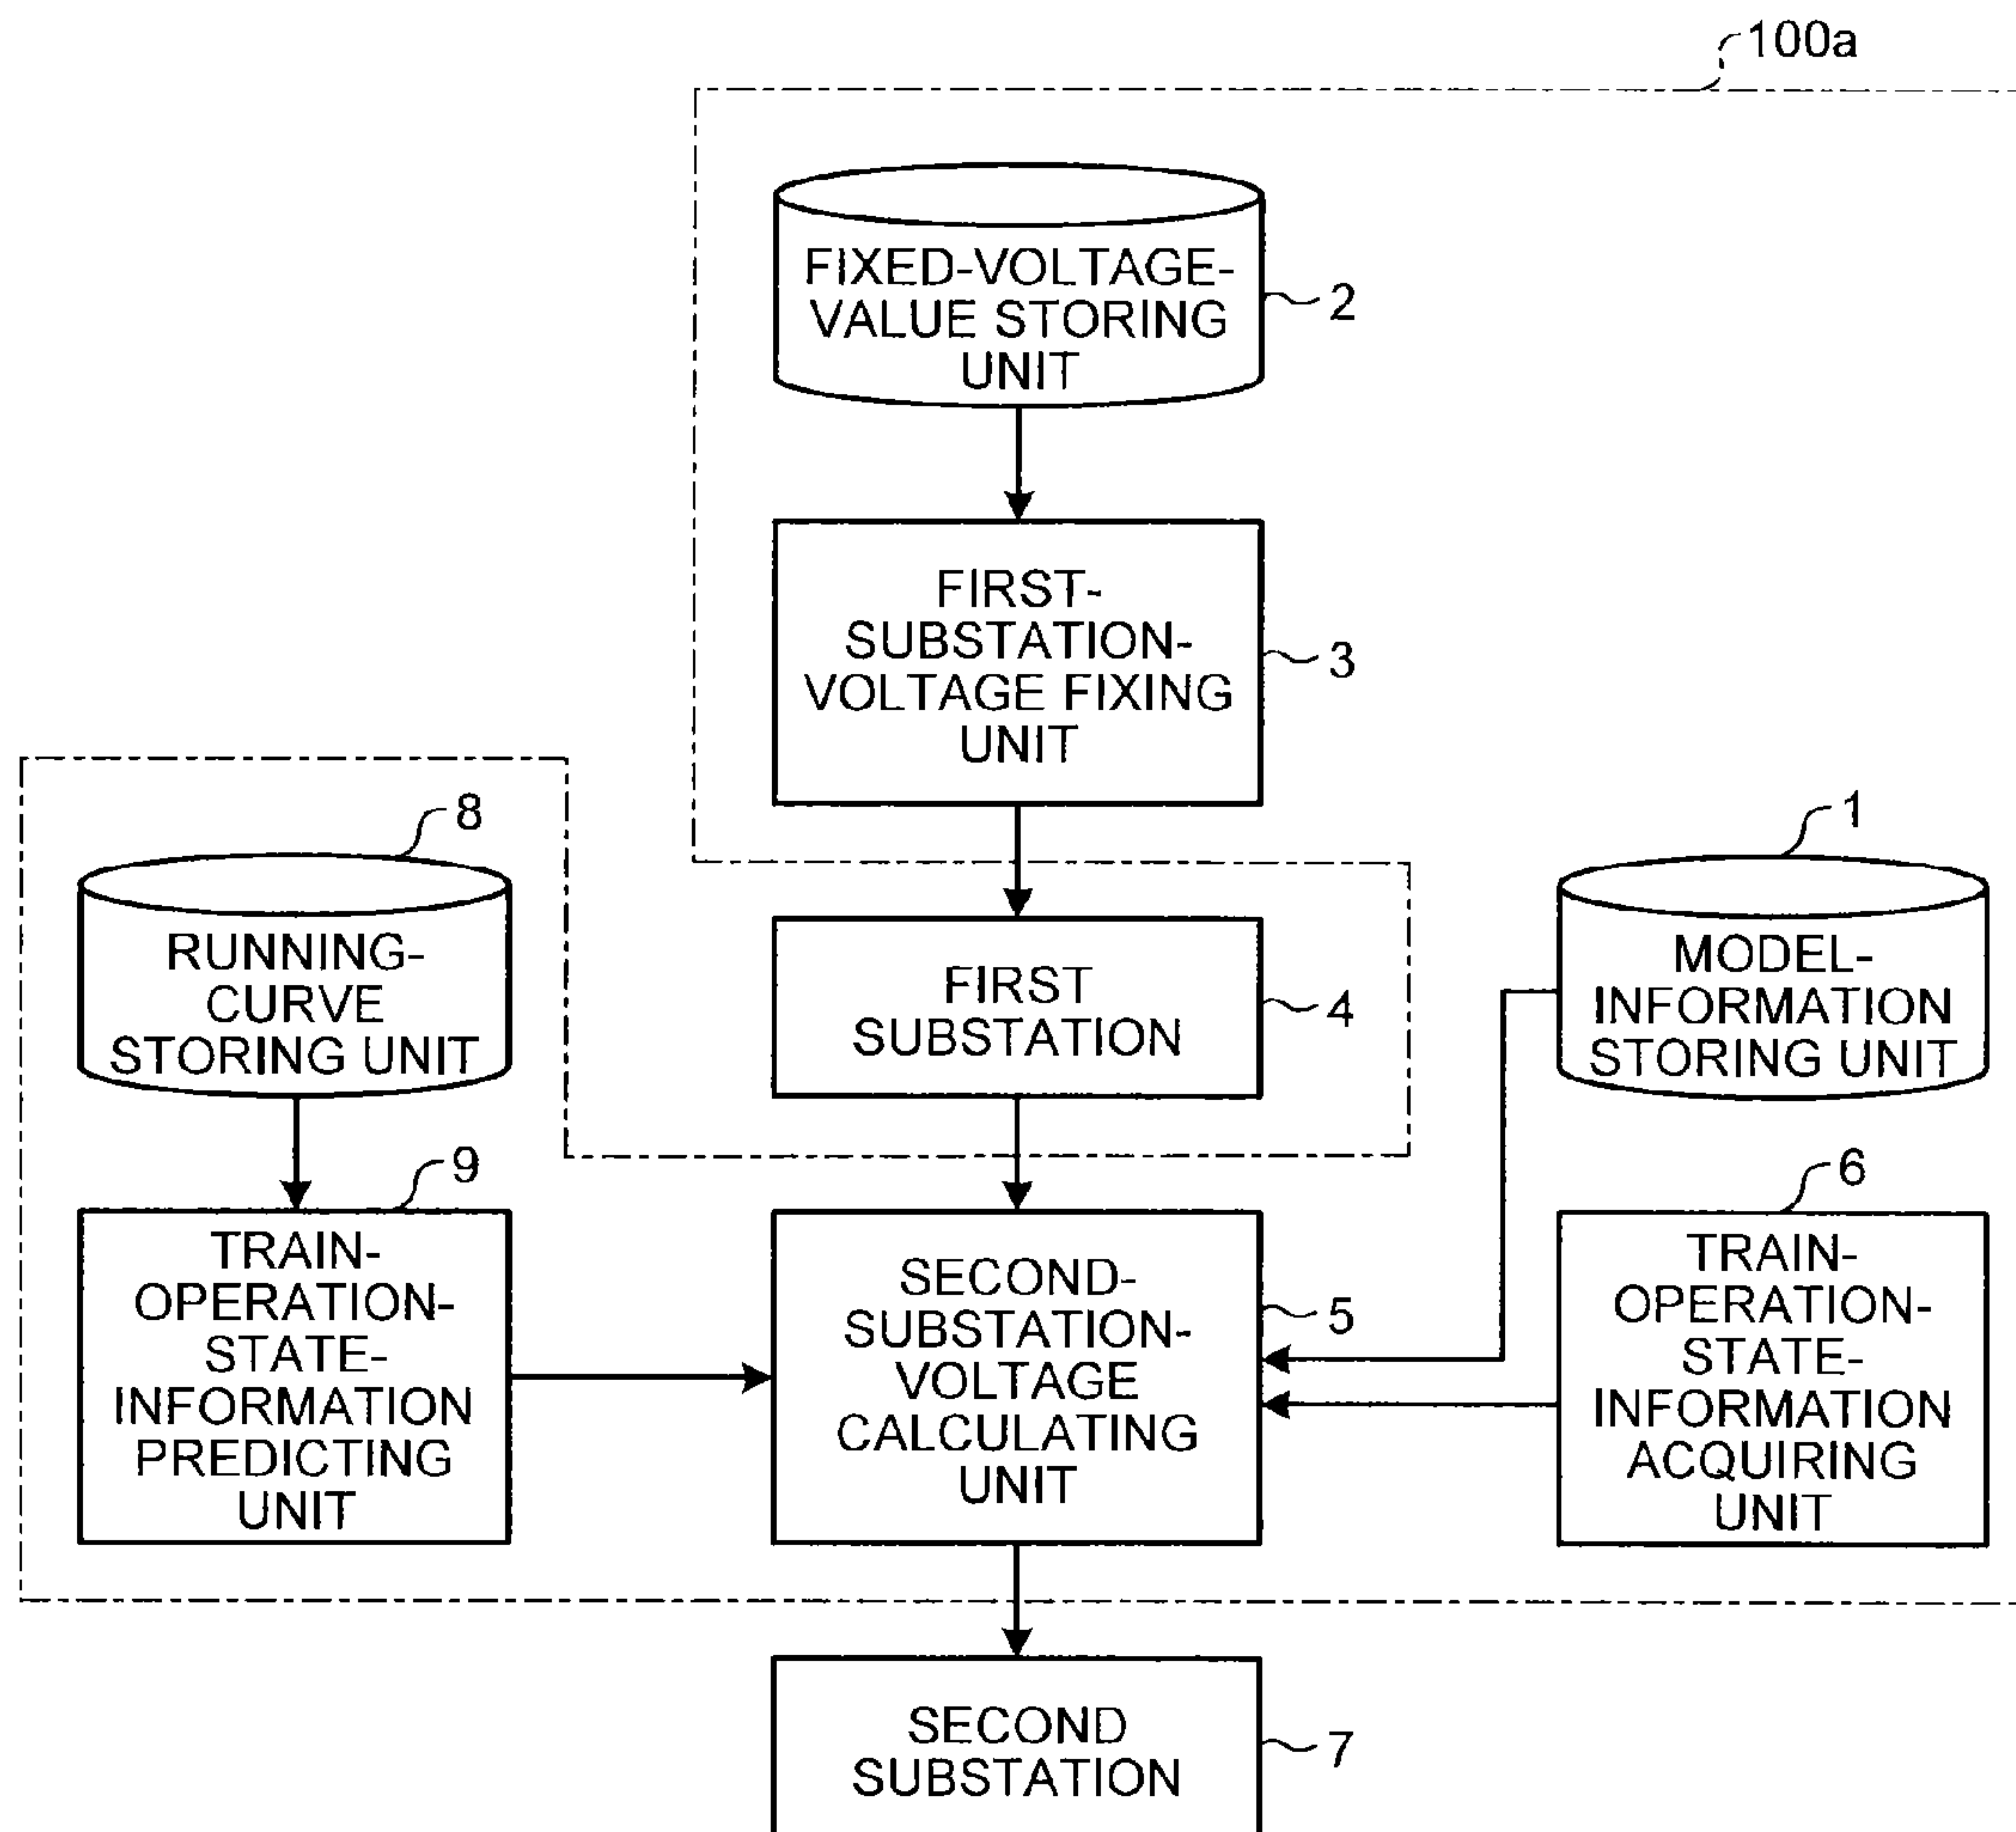 100a
FIXED-VOLTAGE-
VALUE STORING
UNIT
2
FIRST-
SUBSTATION-
VOLTAGE FIXING
UNIT
3
8
RUNNING-
CURVE
STORING UNIT
FIRST
SUBSTATION
4
1
MODEL-
INFORMATION
STORING UNIT
9
TRAIN-
OPERATION-
STATE-
INFORMATION
PREDICTING
UNIT
SECOND-
SUBSTATION-
VOLTAGE
CALCULATING
UNIT
5
6
TRAIN-
OPERATION-
STATE-
INFORMATION
ACQUIRING
UNIT
SECOND
SUBSTATION
7